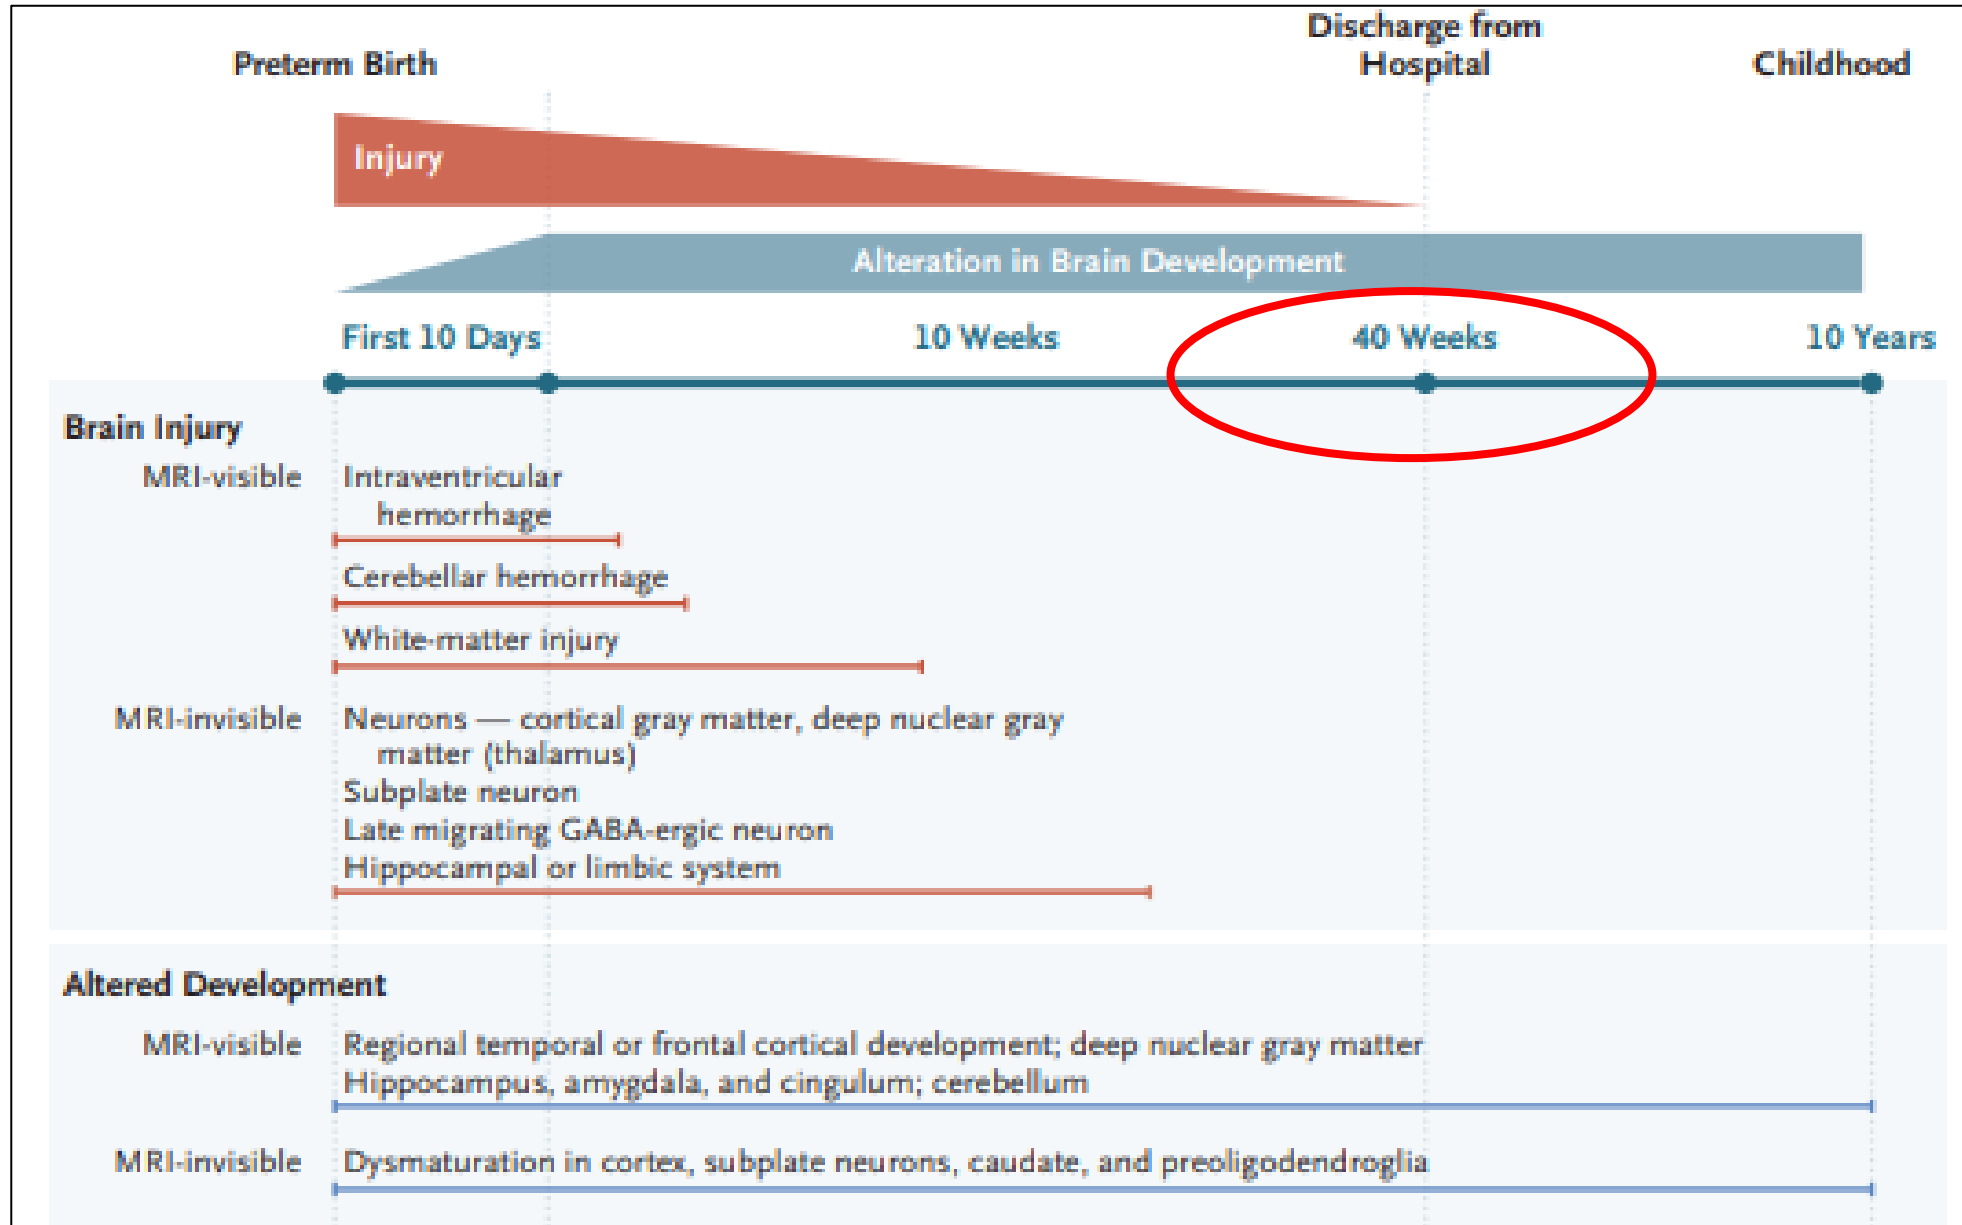 Discharge from
Preterm Birth
Hospital
Childhood
Injury
Alteration in Brain Development
First 10 Days
10 Weeks
40 Weeks
10 Years
Brain Injury
MRI-visible
Intraventricular
hemorrhage
Cerebellar hemorrhage
White-matter injury
MRI-invisible
Neurons — cortical gray matter, deep nuclear gray
matter (thalamus)
Subplate neuron
Late migrating GABA-ergic neuron
Hippocampal or limbic system
Altered Development
MRI-visible
Regional temporal or frontal cortical development; deep nuclear gray matter
Hippocampus, amygdala, and cingulum; cerebellum
MRI-invisible
Dysmaturation in cortex, subplate neurons, caudate, and preoligodendroglia